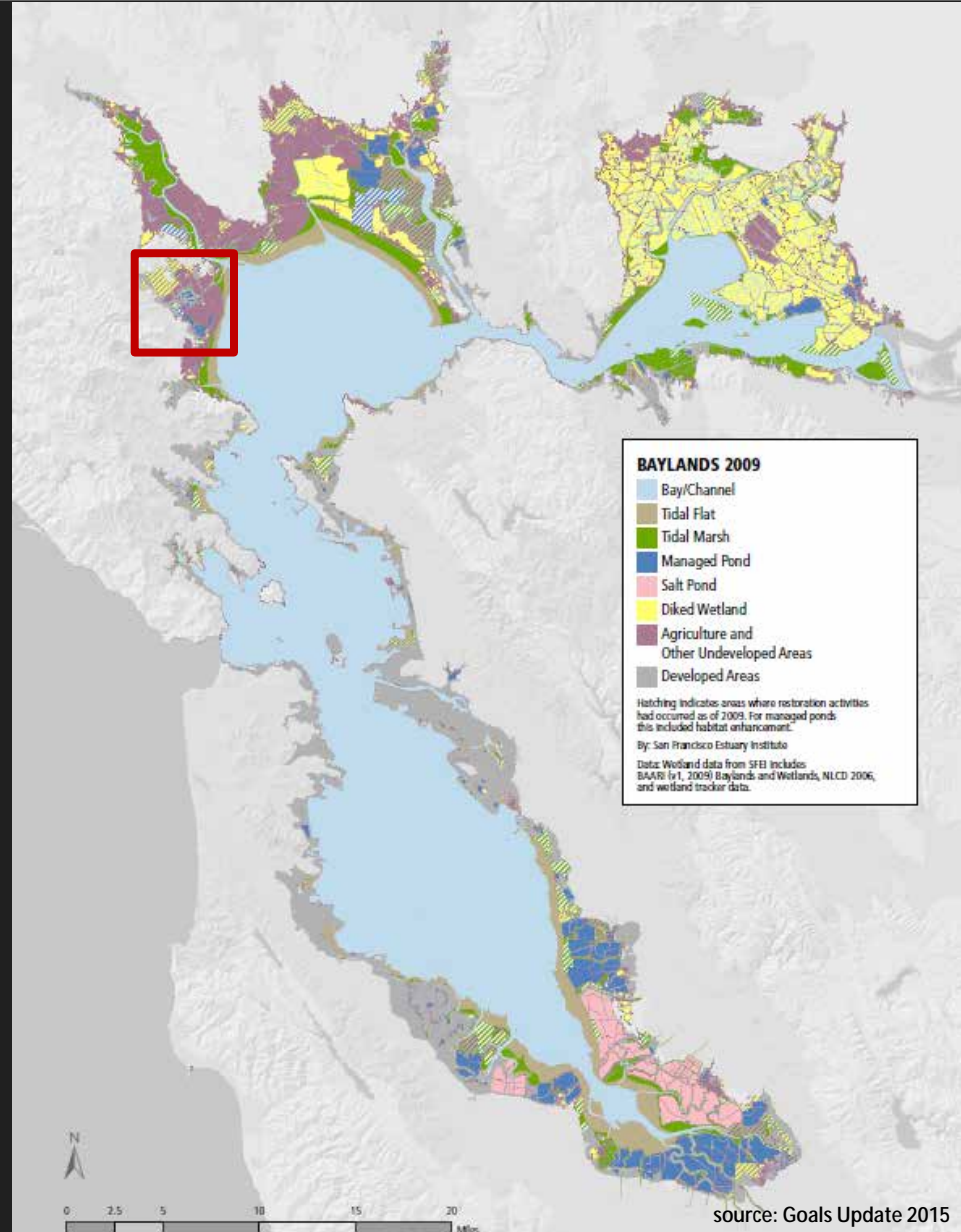 BAYLANDS 2009
Bay/Channel
Tidal Flat
Tidal Marsh
Managed Pond
Salt Pond
Diked Wetland
Agriculture and
Other Undeveloped Areas
Developed Areas
Hatching indicates areas where restoration activities
had occurred as of 2009. For managed ponds
this included habitat enhancement.
By: San Francisco Estuary Institute
Data: Wetland data from SFEI includes
BAARI (v1, 2009) Baylands and Wetlands, NLCD 2006,
and wetland tracker data.
N
0 2.5 5 10 15 20
Miles
source: Goals Update 2015